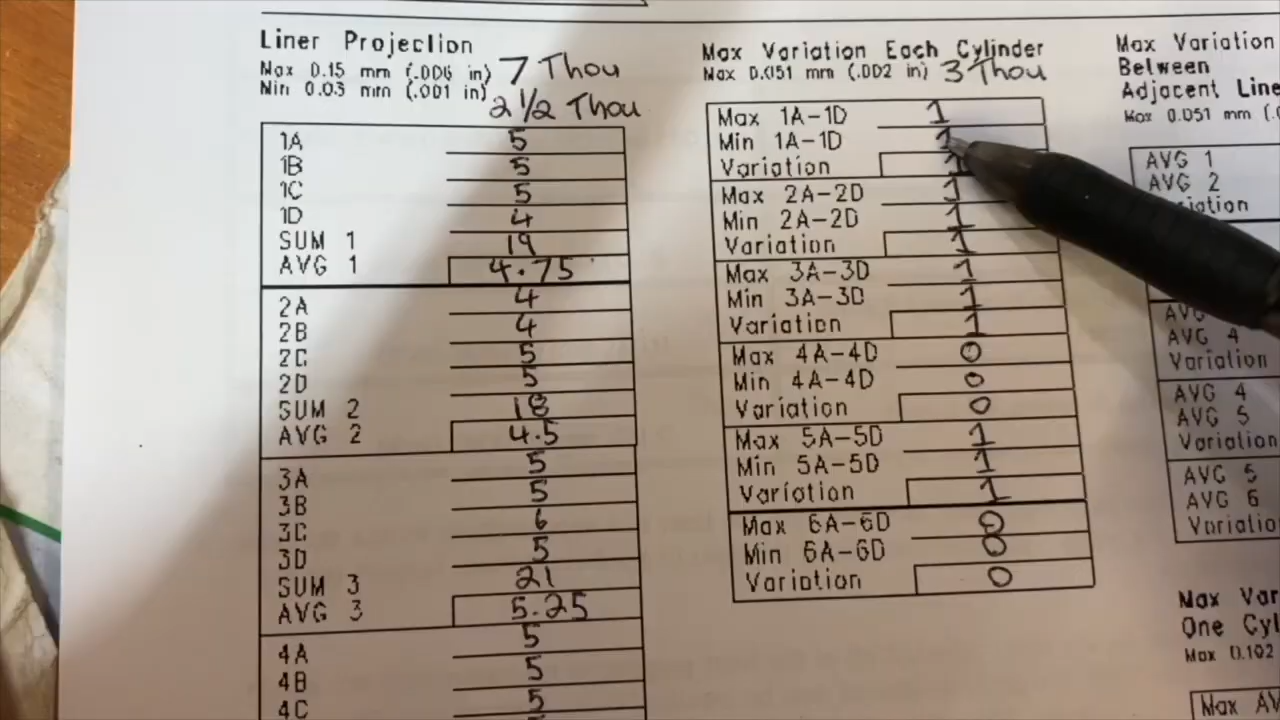 Liner Projection
Max 0.15 mm (.006 in) 7 Thou
Min 0.03 mm (.001 in) 2 1/2 Thou
1A 5
1B 5
1C 5
1D 4
SUM 1 19
AVG 1 4.75
2A 4
2B 4
2C 5
2D 5
SUM 2 18
AVG 2 4.5
3A 5
3B 5
3C 6
3D 5
SUM 3 21
AVG 3 5.25
4A 5
4B 5
4C 5
Max Variation Each Cylinder
Max 0.051 mm (.002 in) 3 Thou
Max 1A-1D 1
Min 1A-1D 1
Variation 1
Max 2A-2D 1
Min 2A-2D 1
Variation 1
Max 3A-3D 1
Min 3A-3D 1
Variation 1
Max 4A-4D 0
Min 4A-4D 0
Variation 0
Max 5A-5D 1
Min 5A-5D 1
Variation 1
Max 6A-6D 0
Min 6A-6D 0
Variation 0
Max Variation
Between
Adjacent Line
Max 0.051 mm (.0
AVG 1
AVG 2
riation
AVG
AVG 4
Variation
AVG 4
AVG 5
Variation
AVG 5
AVG 6
Variatio
Max Var
One Cyl
Max 0.102
Max AV